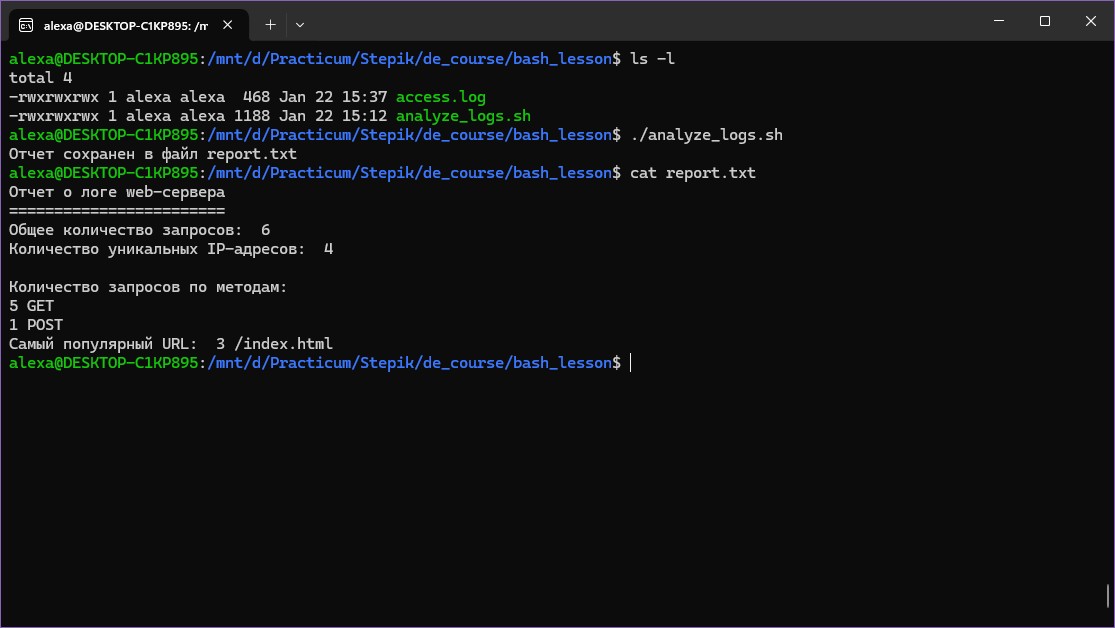 alexa@DESKTOP-C1KP895: /m
alexa@DESKTOP-C1KP895:/mnt/d/Practicum/Stepik/de_course/bash_lesson$ ls -l
total 4
-rwxrwxrwx 1 alexa alexa  468 Jan 22 15:37 access.log
-rwxrwxrwx 1 alexa alexa 1188 Jan 22 15:12 analyze_logs.sh
alexa@DESKTOP-C1KP895:/mnt/d/Practicum/Stepik/de_course/bash_lesson$ ./analyze_logs.sh
Отчет сохранен в файл report.txt
alexa@DESKTOP-C1KP895:/mnt/d/Practicum/Stepik/de_course/bash_lesson$ cat report.txt
Отчет о логе web-сервера
========================
Общее количество запросов:  6
Количество уникальных IP-адресов:  4

Количество запросов по методам:
5 GET
1 POST
Самый популярный URL:  3 /index.html
alexa@DESKTOP-C1KP895:/mnt/d/Practicum/Stepik/de_course/bash_lesson$